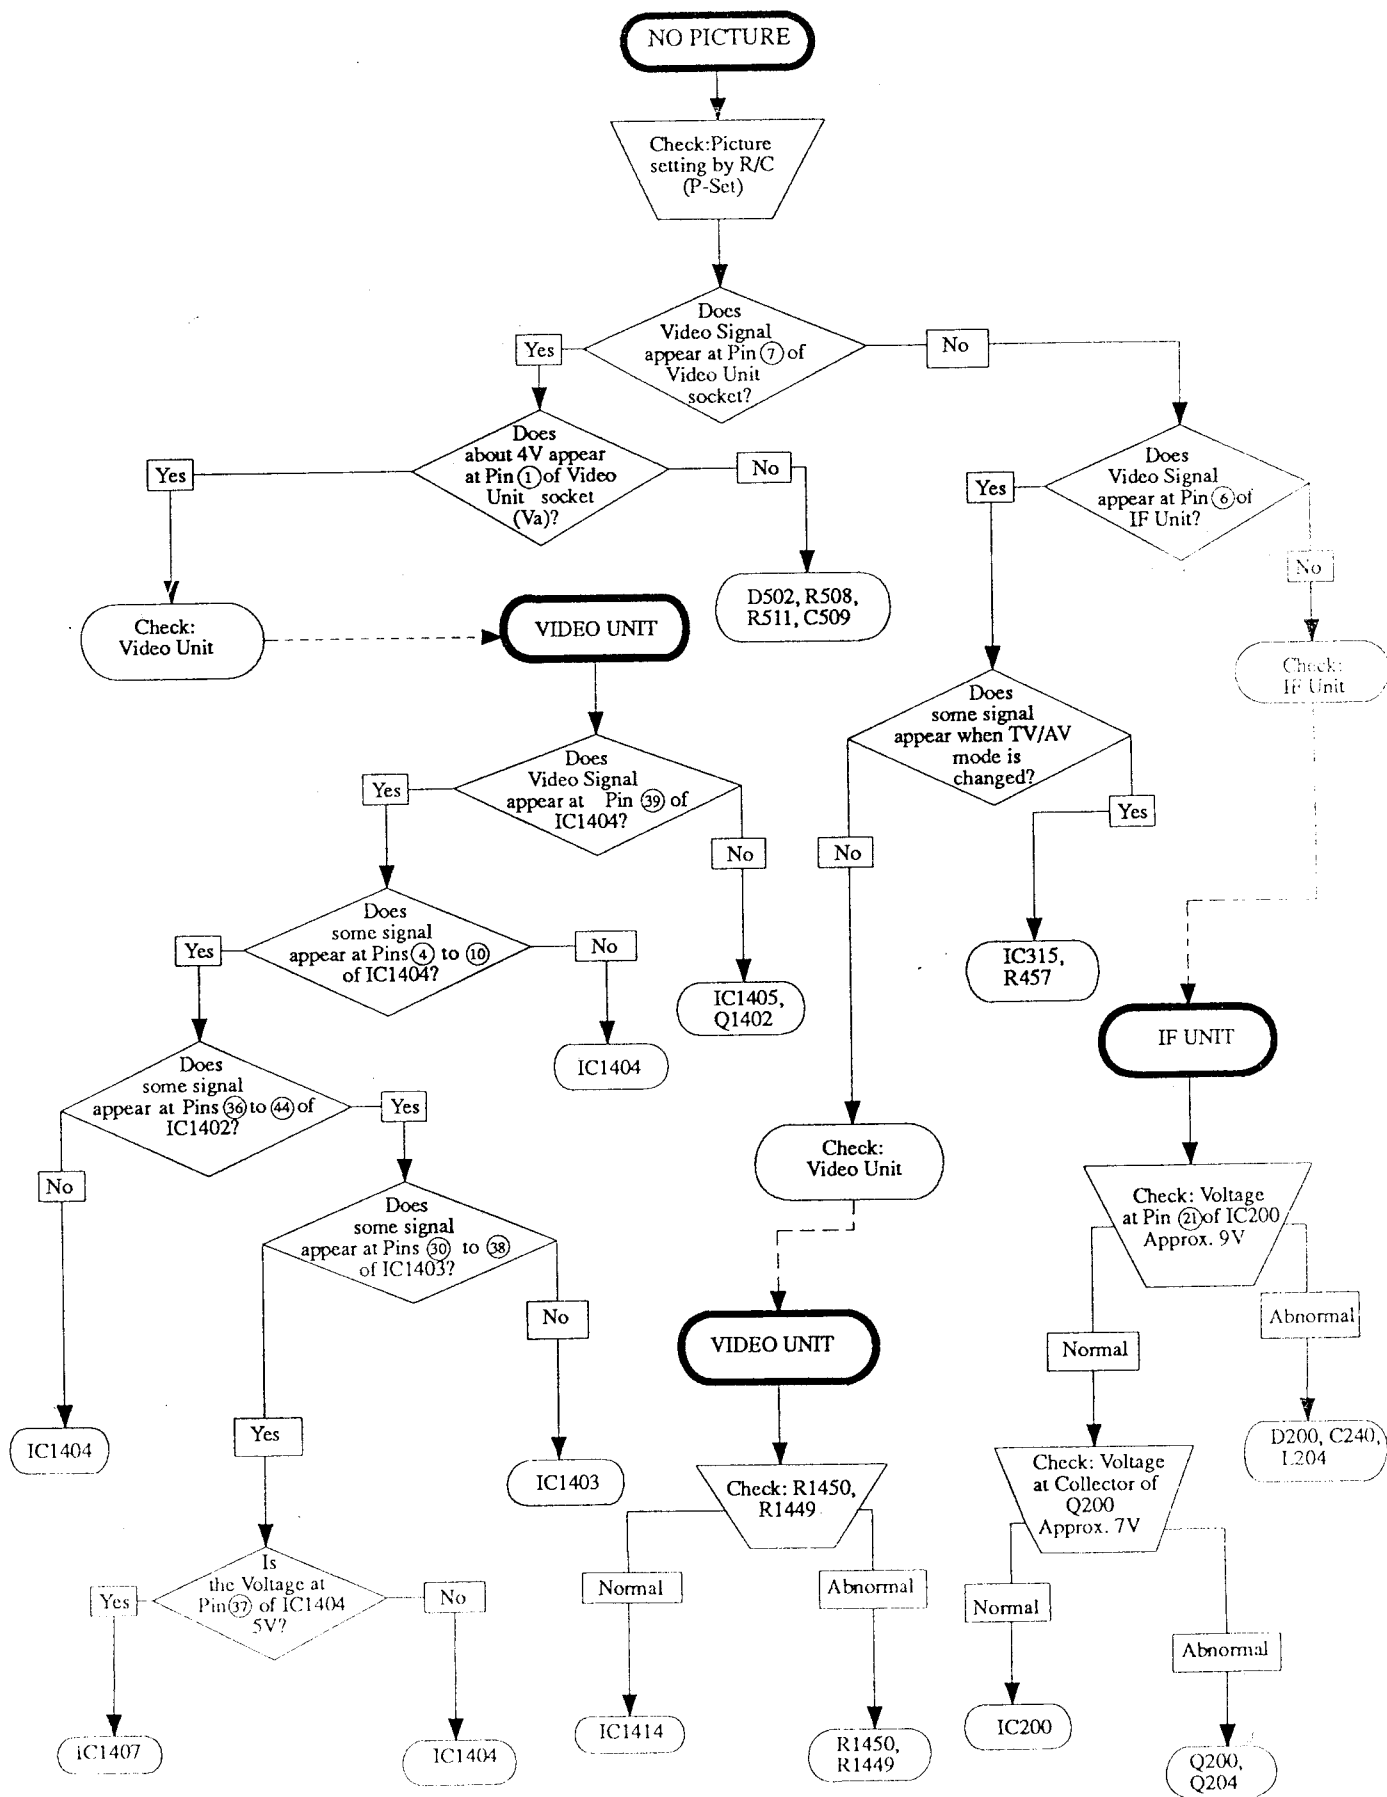 NO PICTURE
Check:Picture
setting by R/C
(P-Set)
Does
Video Signal
appear at Pin 7 of
Video Unit
socket?
Yes
No
Does
about 4V appear
at Pin 1 of Video
Unit socket
(Va)?
Yes
No
Does
Video Signal
appear at Pin 6 of
IF Unit?
Yes
No
Check:
Video Unit
D502, R508,
R511, C509
VIDEO UNIT
Check:
IF Unit
Does
some signal
appear when TV/AV
mode is
changed?
No
Yes
Does
Video Signal
appear at Pin 39 of
IC1404?
Yes
No
Does
some signal
appear at Pins 4 to 10
of IC1404?
Yes
No
IC1405,
Q1402
IC315,
R457
IC1404
IF UNIT
Does
some signal
appear at Pins 36 to 44 of
IC1402?
No
Yes
Check:
Video Unit
Does
some signal
appear at Pins 30 to 38
of IC1403?
Yes
No
Check: Voltage
at Pin 21 of IC200
Approx. 9V
Normal
Abnormal
VIDEO UNIT
IC1404
IC1403
Check: R1450,
R1449
Check: Voltage
at Collector of
Q200
Approx. 7V
D200, C240,
L204
Is
the Voltage at
Pin 37 of IC1404
5V?
Yes
No
Normal
Abnormal
Normal
Abnormal
iC1407
IC1404
IC1414
R1450,
R1449
IC200
Q200,
Q204